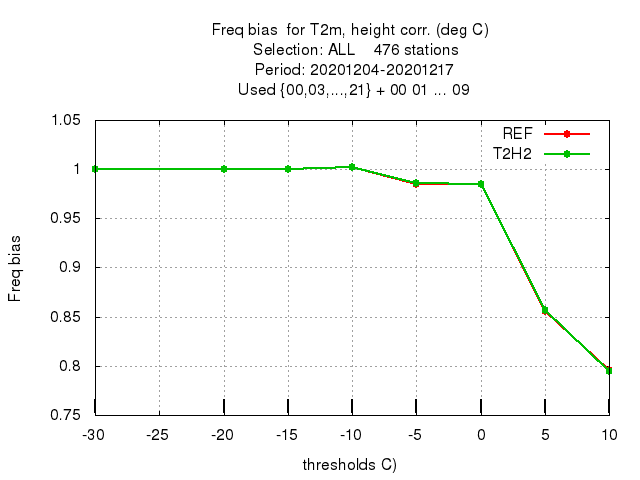 Freq bias  for T2m, height corr. (deg C)
Selection: ALL    476 stations
Period: 20201204-20201217
Used {00,03,...,21} + 00 01 ... 09
REF
T2H2
1.05
1
0.95
0.9
0.85
0.8
0.75
Freq bias
-30 -25 -20 -15 -10 -5 0 5 10
thresholds C)